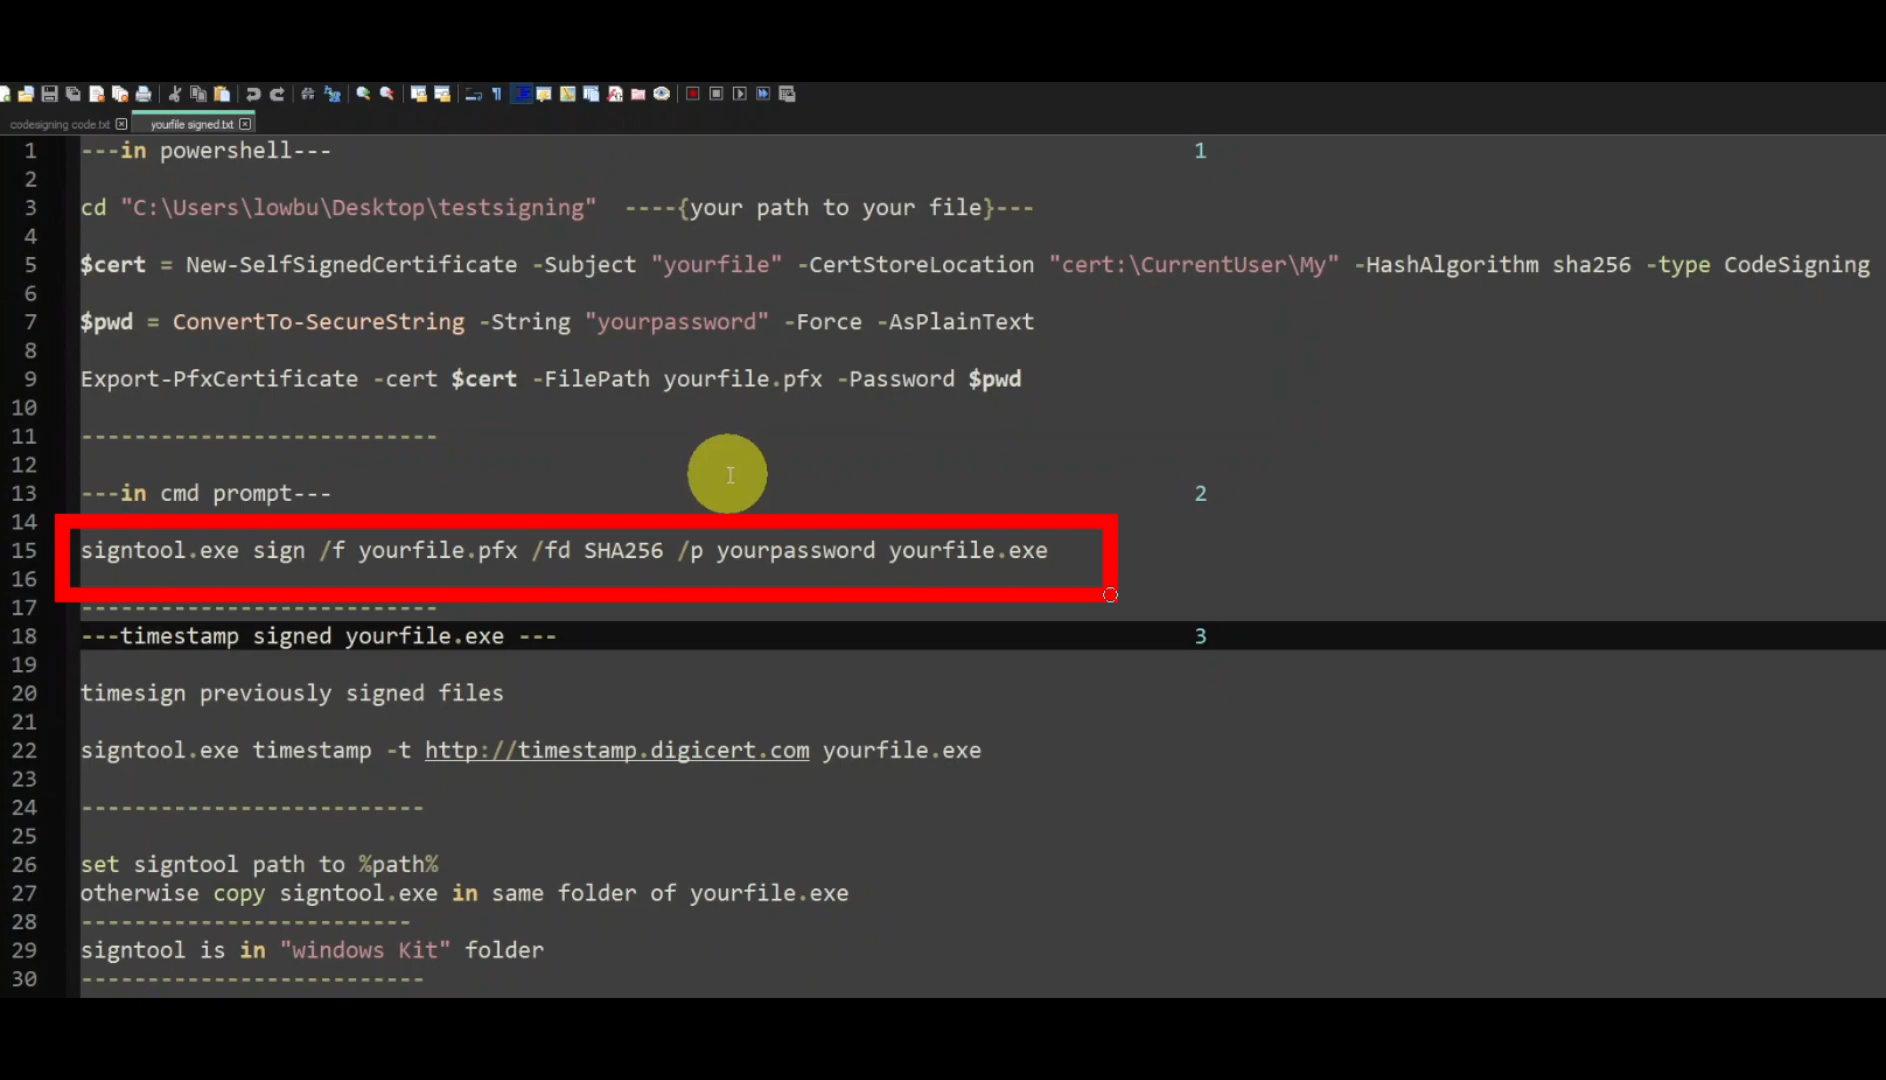 codesigning code.txt yourfile signed.txt
1 ---in powershell--- 1
2
3 cd "C:\Users\lowbu\Desktop\testsigning" ----{your path to your file}---
4
5 $cert = New-SelfSignedCertificate -Subject "yourfile" -CertStoreLocation "cert:\CurrentUser\My" -HashAlgorithm sha256 -type CodeSigning
6
7 $pwd = ConvertTo-SecureString -String "yourpassword" -Force -AsPlainText
8
9 Export-PfxCertificate -cert $cert -FilePath yourfile.pfx -Password $pwd
10
11 ---------------------------
12
13 ---in cmd prompt--- 2
14
15 signtool.exe sign /f yourfile.pfx /fd SHA256 /p yourpassword yourfile.exe
16
17 ---------------------------
18 ---timestamp signed yourfile.exe --- 3
19
20 timesign previously signed files
21
22 signtool.exe timestamp -t http://timestamp.digicert.com yourfile.exe
23
24 --------------------------
25
26 set signtool path to %path%
27 otherwise copy signtool.exe in same folder of yourfile.exe
28 -------------------------
29 signtool is in "windows Kit" folder
30 --------------------------